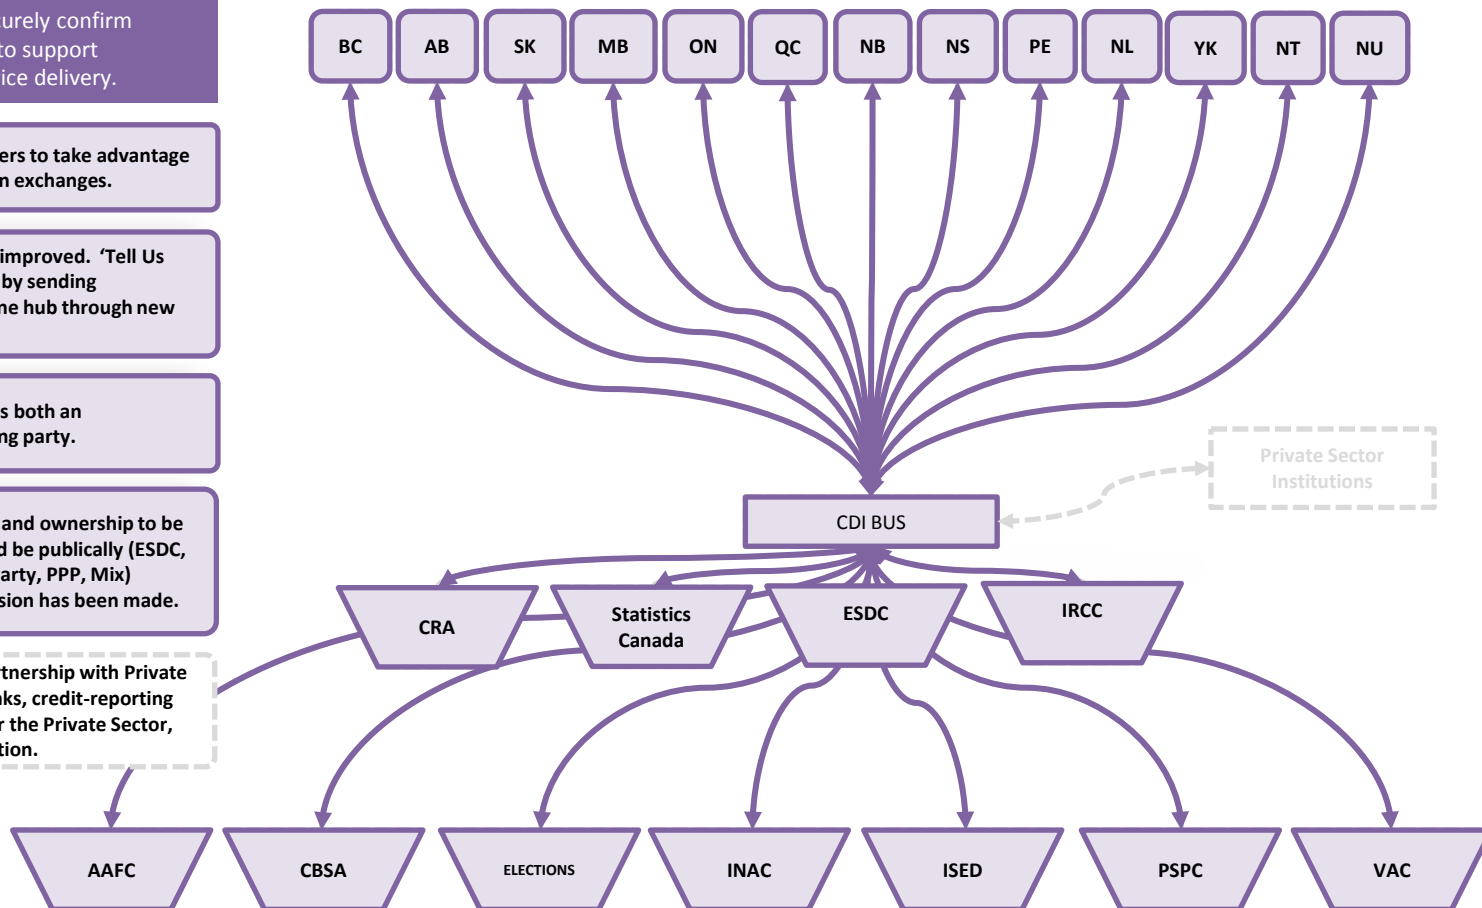 curely confirm
to support
ice delivery.
ers to take advantage
n exchanges.
improved.  ‘Tell Us
by sending
ne hub through new
s both an
ng party.
and ownership to be
d be publically (ESDC,
arty, PPP, Mix)
sion has been made.
rtnership with Private
nks, credit-reporting
r the Private Sector,
tion.
BC AB SK MB ON QC NB NS PE NL YK NT NU
Private Sector
Institutions
CDI BUS
CRA
Statistics
Canada
ESDC
IRCC
AAFC CBSA ELECTIONS INAC ISED PSPC VAC